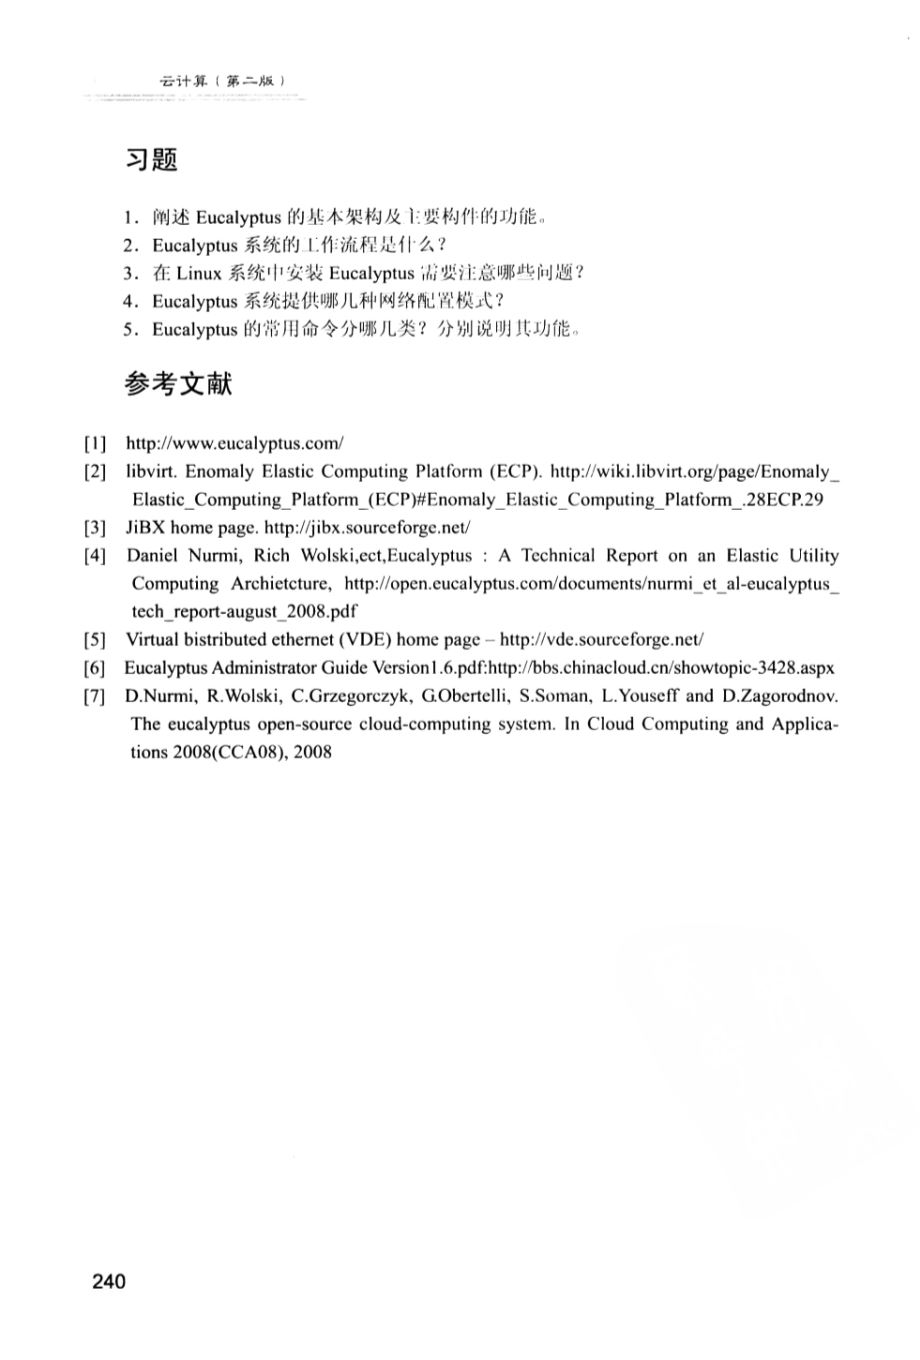 云计算（第二版）
习题
1．阐述 Eucalyptus 的基本架构及主要构件的功能。
2．Eucalyptus 系统的工作流程是什么？
3．在 Linux 系统中安装 Eucalyptus 需要注意哪些问题？
4．Eucalyptus 系统提供哪几种网络配置模式？
5．Eucalyptus 的常用命令分哪几类？分别说明其功能。
参考文献
[1] http://www.eucalyptus.com/
[2] libvirt. Enomaly Elastic Computing Platform (ECP). http://wiki.libvirt.org/page/Enomaly_
Elastic_Computing_Platform_(ECP)#Enomaly_Elastic_Computing_Platform_.28ECP.29
[3] JiBX home page. http://jibx.sourceforge.net/
[4] Daniel Nurmi, Rich Wolski,ect,Eucalyptus : A Technical Report on an Elastic Utility
Computing Archietcture, http://open.eucalyptus.com/documents/nurmi_et_al-eucalyptus_
tech_report-august_2008.pdf
[5] Virtual bistributed ethernet (VDE) home page – http://vde.sourceforge.net/
[6] Eucalyptus Administrator Guide Version1.6.pdf:http://bbs.chinacloud.cn/showtopic-3428.aspx
[7] D.Nurmi, R.Wolski, C.Grzegorczyk, G.Obertelli, S.Soman, L.Youseff and D.Zagorodnov.
The eucalyptus open-source cloud-computing system. In Cloud Computing and Applica-
tions 2008(CCA08), 2008
240